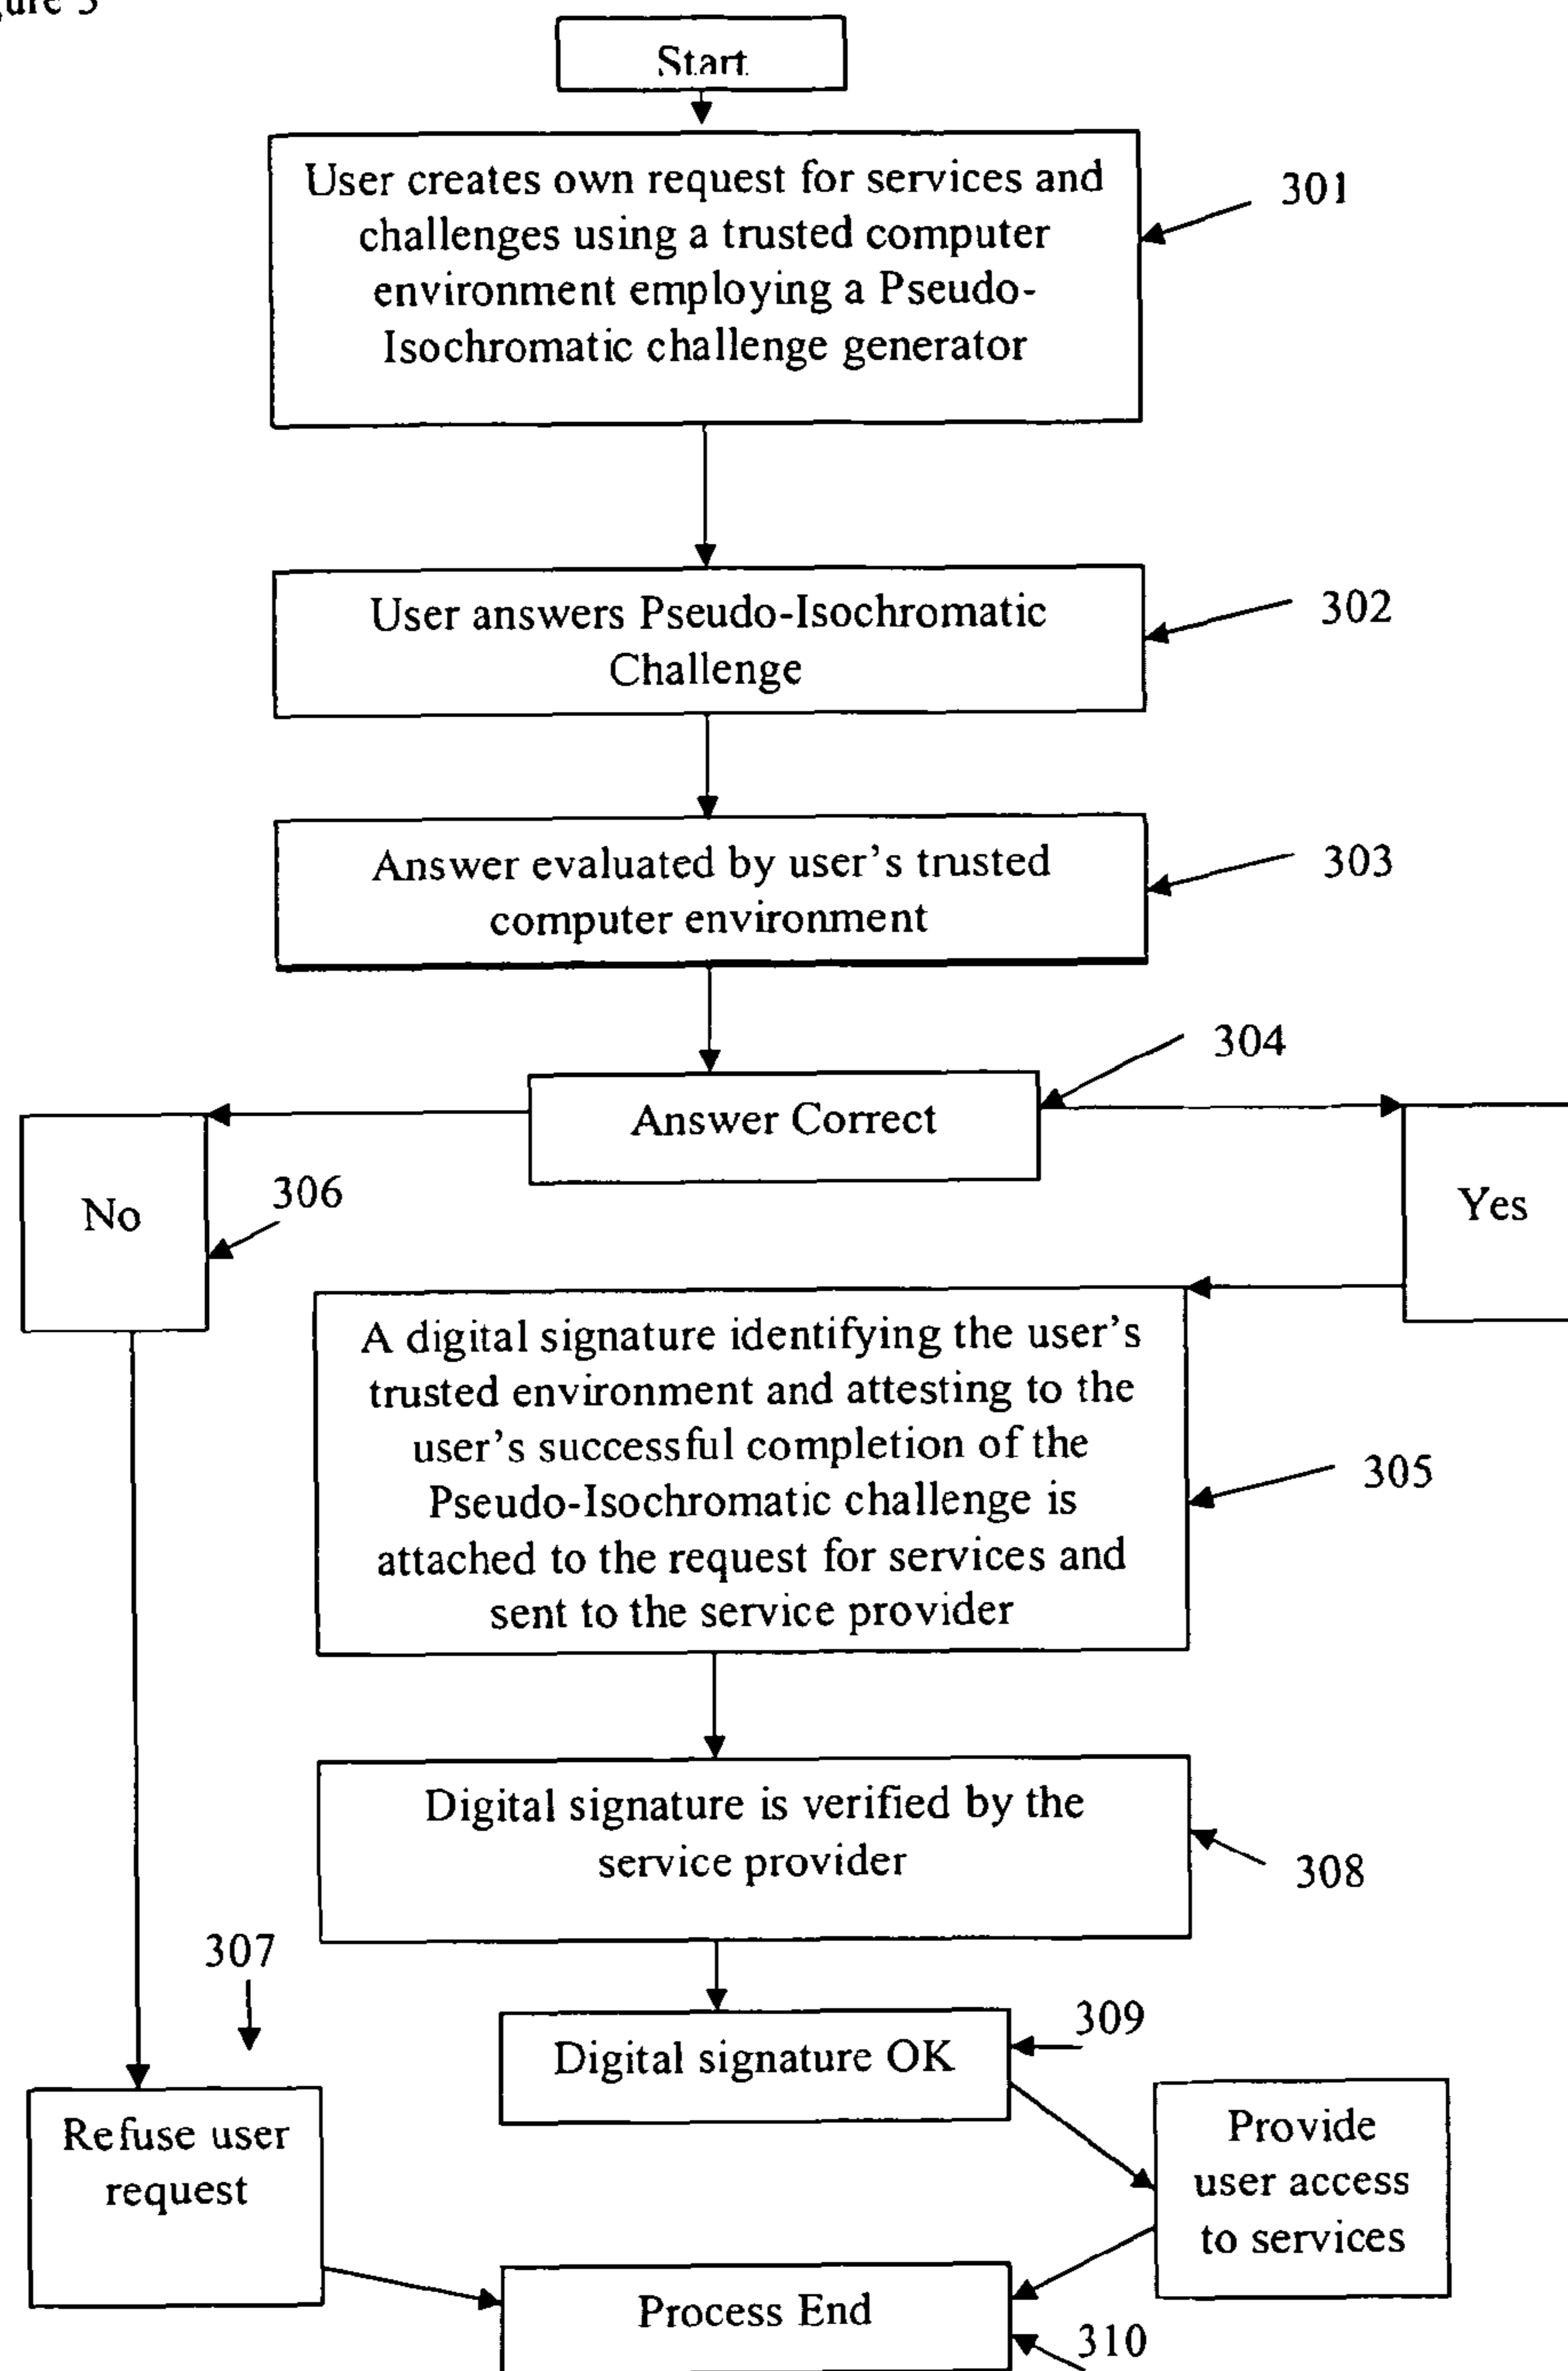 Start
User creates own request for services and
challenges using a trusted computer
environment employing a Pseudo-
Isochromatic challenge generator
301
User answers Pseudo-Isochromatic
Challenge
302
Answer evaluated by user's trusted
computer environment
303
304
Answer Correct
No
306
Yes
A digital signature identifying the user's
trusted environment and attesting to the
user's successful completion of the
Pseudo-Isochromatic challenge is
attached to the request for services and
sent to the service provider
305
Digital signature is verified by the
service provider
308
307
309
Digital signature OK
Refuse user
request
Provide
user access
to services
Process End
310